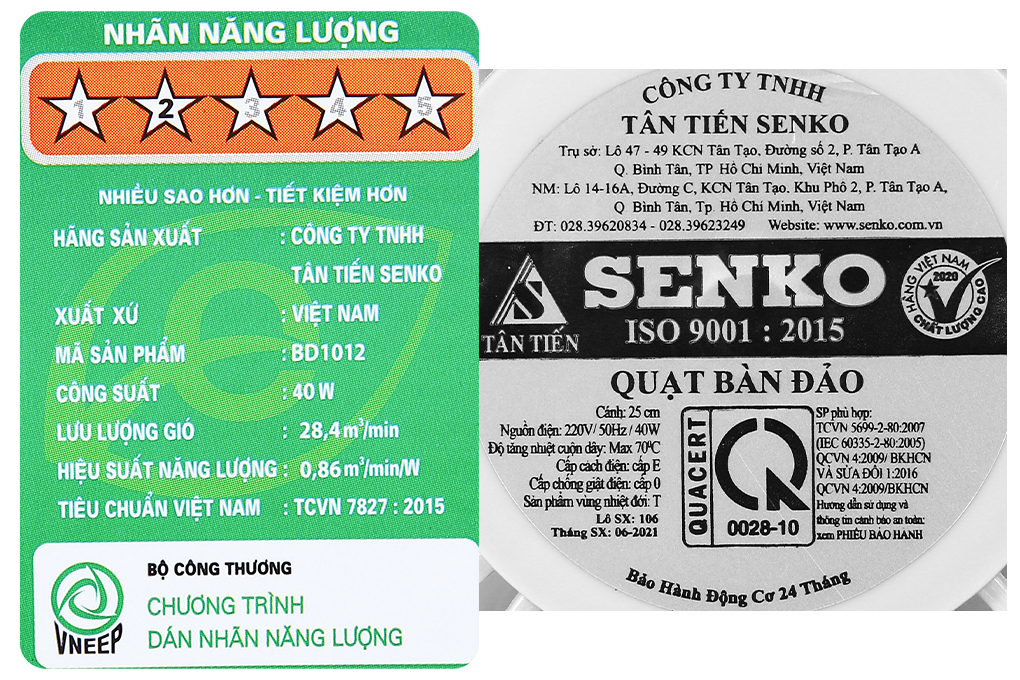 NHÃN NĂNG LƯỢNG
1 2 3 4 5
NHIỀU SAO HƠN - TIẾT KIỆM HƠN
HÃNG SẢN XUẤT : CÔNG TY TNHH
TÂN TIẾN SENKO
XUẤT XỨ : VIỆT NAM
MÃ SẢN PHẨM : BD1012
CÔNG SUẤT : 40 W
LƯU LƯỢNG GIÓ : 28,4 m³/min
HIỆU SUẤT NĂNG LƯỢNG : 0,86 m³/min/W
TIÊU CHUẨN VIỆT NAM : TCVN 7827 : 2015
VNEEP
BỘ CÔNG THƯƠNG
CHƯƠNG TRÌNH
DÁN NHÃN NĂNG LƯỢNG
CÔNG TY TNHH
TÂN TIẾN SENKO
Trụ sở: Lô 47 - 49 KCN Tân Tạo, Đường số 2, P. Tân Tạo A
Q. Bình Tân, TP Hồ Chí Minh, Việt Nam
NM: Lô 14-16A, Đường C, KCN Tân Tạo. Khu Phố 2, P. Tân Tạo A,
Q Bình Tân, Tp Hồ Chí Minh, Việt Nam
ĐT: 028.39620834 - 028.39623249 Website: www.senko.com.vn
TÂN TIẾN
SENKO
ISO 9001 : 2015
HÀNG VIỆT NAM
2020
CHẤT LƯỢNG CAO
QUẠT BÀN ĐẢO
Cánh: 25 cm
Nguồn điện: 220V/ 50Hz / 40W
Độ tăng nhiệt cuộn dây: Max 70⁰C
Cấp cách điện: cấp E
Cấp chống giật điện: cấp 0
Sản phẩm vùng nhiệt đới: T
Lô SX: 106
Tháng SX: 06-2021
QUACERT
0028-10
SP phù hợp:
TCVN 5699-2-80:2007
(IEC 60335-2-80:2005)
QCVN 4:2009/ BKHCN
VÀ SỬA ĐỔI 1:2016
QCVN 4:2009/BKHCN
Hướng dẫn sử dụng và
thông tin cảnh báo an toàn:
xem PHIẾU BẢO HÀNH
Bảo Hành Động Cơ 24 Tháng